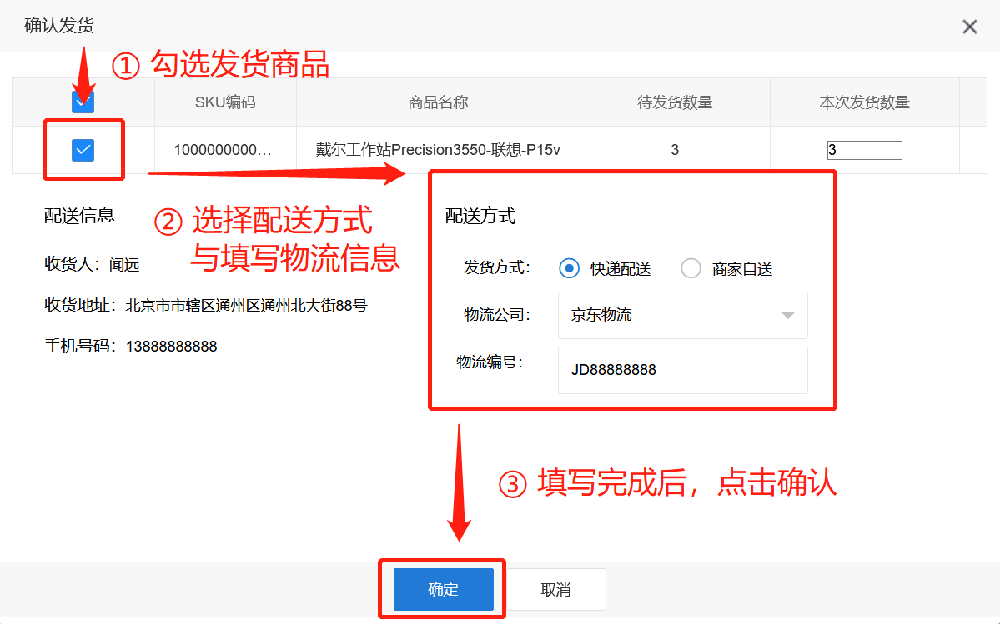 确认发货
① 勾选发货商品
SKU编码 商品名称 待发货数量 本次发货数量
1000000000... 戴尔工作站Precision3550-联想-P15v 3 3
② 选择配送方式
与填写物流信息
配送信息
收货人：闻远
收货地址：北京市市辖区通州区通州北大街88号
手机号码：13888888888
配送方式
发货方式： 快递配送 商家自送
物流公司： 京东物流
物流编号： JD88888888
③ 填写完成后，点击确认
确定 取消